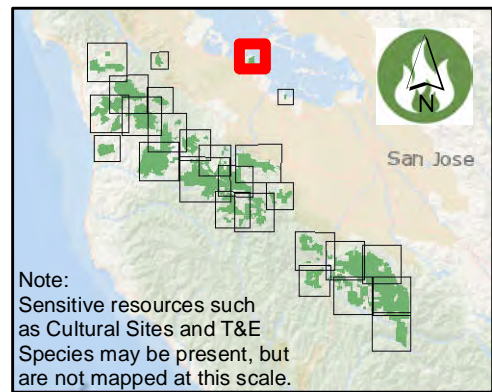 N
San Jose
Note:
Sensitive resources such
as Cultural Sites and T&E
Species may be present, but
are not mapped at this scale.